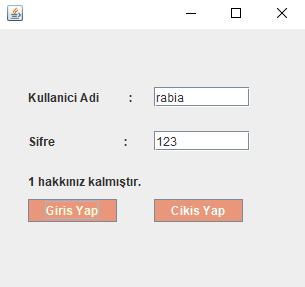 Kullanici Adi : rabia
Sifre : 123
1 hakkınız kalmıştır.
Giris Yap Cikis Yap